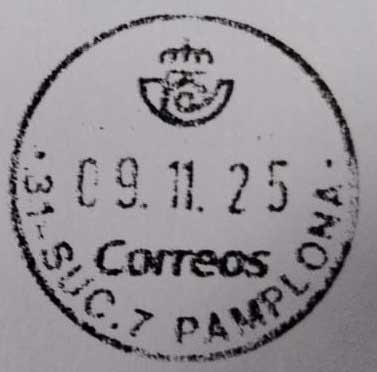 09.11.25
Correos
·31-SUC.7 PAMPLONA·